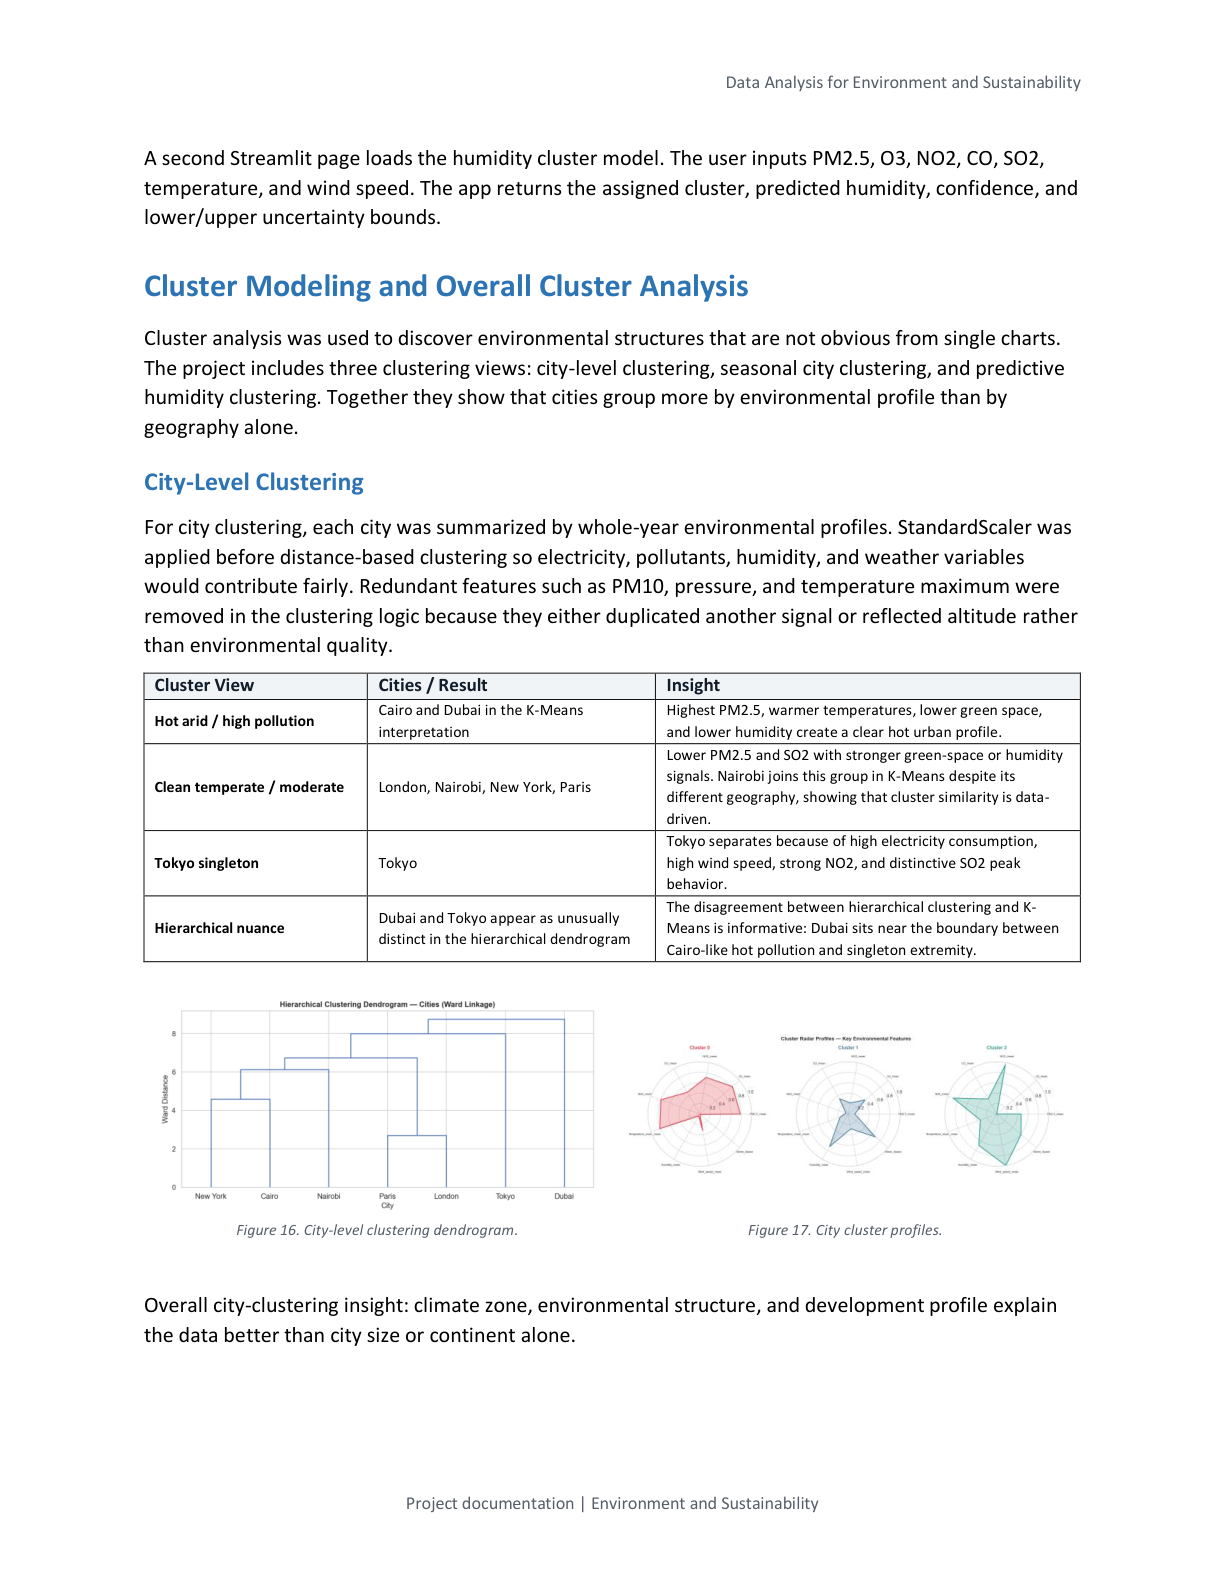 Data Analysis for Environment and Sustainability
A second Streamlit page loads the humidity cluster model. The user inputs PM2.5, O3, NO2, CO, SO2,
temperature, and wind speed. The app returns the assigned cluster, predicted humidity, confidence, and
lower/upper uncertainty bounds.
Cluster Modeling and Overall Cluster Analysis
Cluster analysis was used to discover environmental structures that are not obvious from single charts.
The project includes three clustering views: city-level clustering, seasonal city clustering, and predictive
humidity clustering. Together they show that cities group more by environmental profile than by
geography alone.
City-Level Clustering
For city clustering, each city was summarized by whole-year environmental profiles. StandardScaler was
applied before distance-based clustering so electricity, pollutants, humidity, and weather variables
would contribute fairly. Redundant features such as PM10, pressure, and temperature maximum were
removed in the clustering logic because they either duplicated another signal or reflected altitude rather
than environmental quality.
Cluster View
Cities / Result
Insight
Hot arid / high pollution
Cairo and Dubai in the K-Means
interpretation
Highest PM2.5, warmer temperatures, lower green space,
and lower humidity create a clear hot urban profile.
Clean temperate / moderate
London, Nairobi, New York, Paris
Lower PM2.5 and SO2 with stronger green-space or humidity
signals. Nairobi joins this group in K-Means despite its
different geography, showing that cluster similarity is data-
driven.
Tokyo singleton
Tokyo
Tokyo separates because of high electricity consumption,
high wind speed, strong NO2, and distinctive SO2 peak
behavior.
Hierarchical nuance
Dubai and Tokyo appear as unusually
distinct in the hierarchical dendrogram
The disagreement between hierarchical clustering and K-
Means is informative: Dubai sits near the boundary between
Cairo-like hot pollution and singleton extremity.
Hierarchical Clustering Dendrogram — Cities (Ward Linkage)
Ward Distance
8
6
4
2
0
New York
Cairo
Nairobi
Paris
London
Tokyo
Dubai
City
Cluster Radar Profiles — Key Environmental Features
Cluster 0
Cluster 1
Cluster 2
Figure 16. City-level clustering dendrogram.
Figure 17. City cluster profiles.
Overall city-clustering insight: climate zone, environmental structure, and development profile explain
the data better than city size or continent alone.
Project documentation | Environment and Sustainability